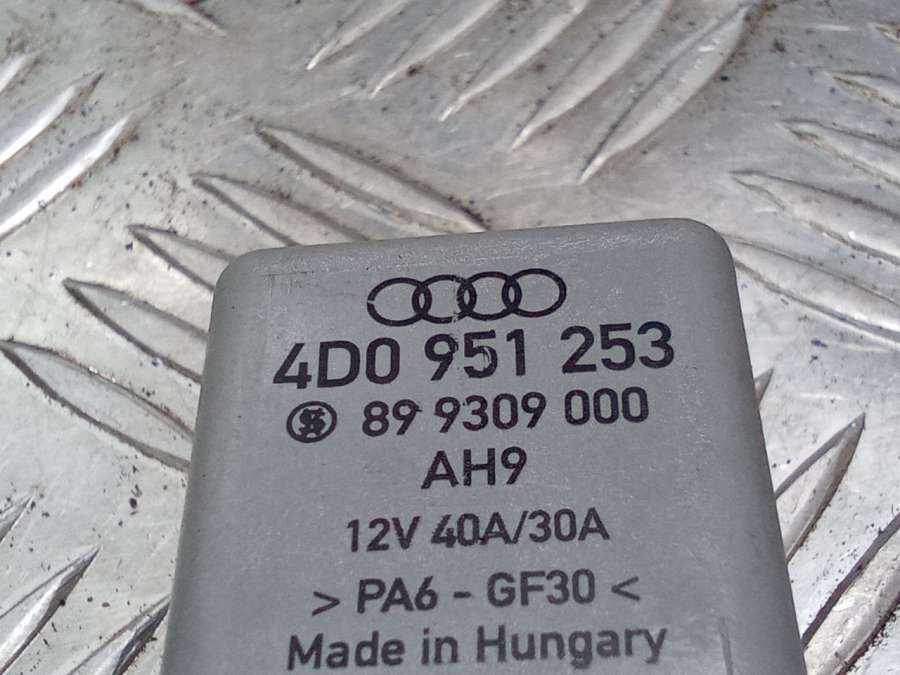 4D0 951 253
89 9309 000
AH9
12V 40A/30A
> PA6 - GF30 <
Made in Hungary